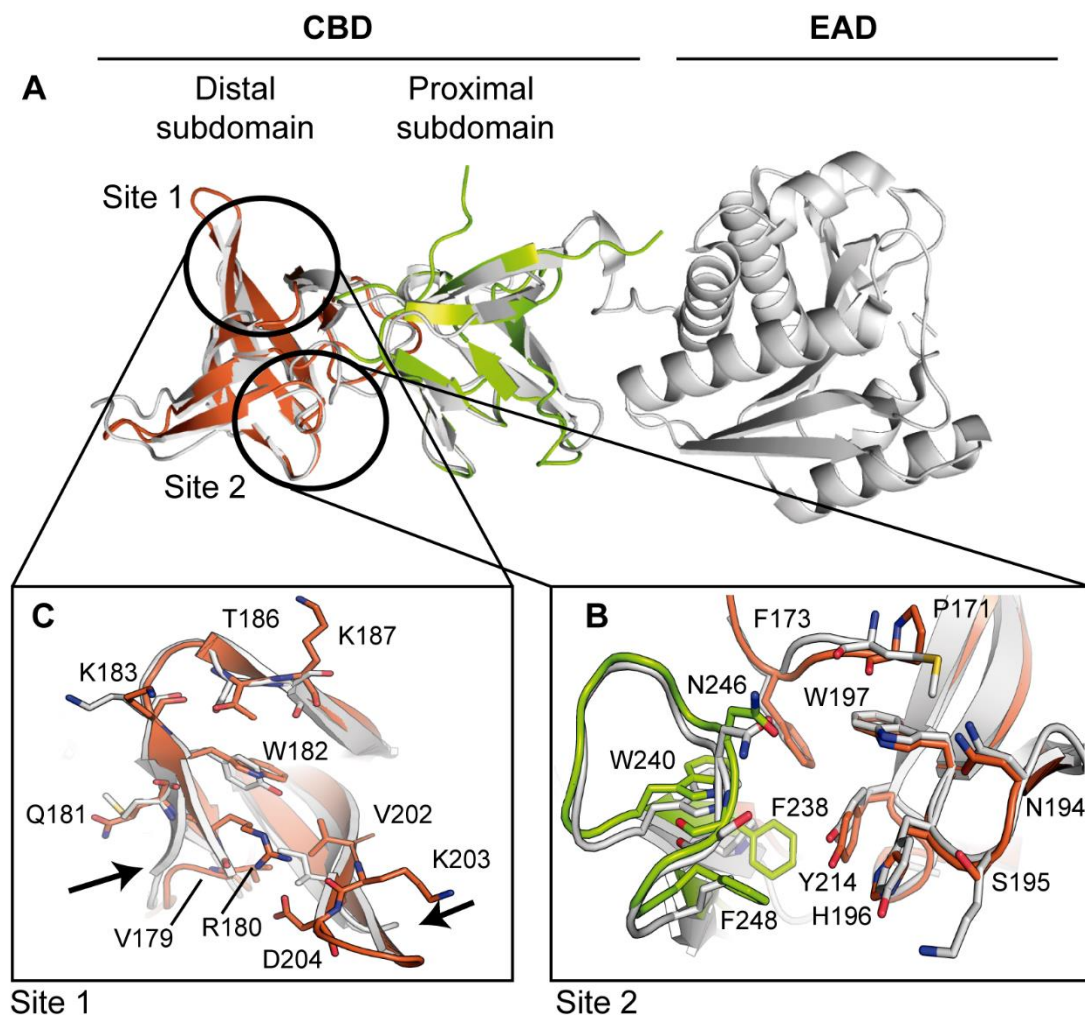 CBD
EAD
A
Distal
subdomain
Proximal
subdomain
Site 1
Site 2
C
T186
K187
K183
W182
Q181
V202
K203
V179
R180
D204
Site 1
B
F173
P171
N246
W197
W240
F238
N194
Y214
S195
H196
F248
Site 2